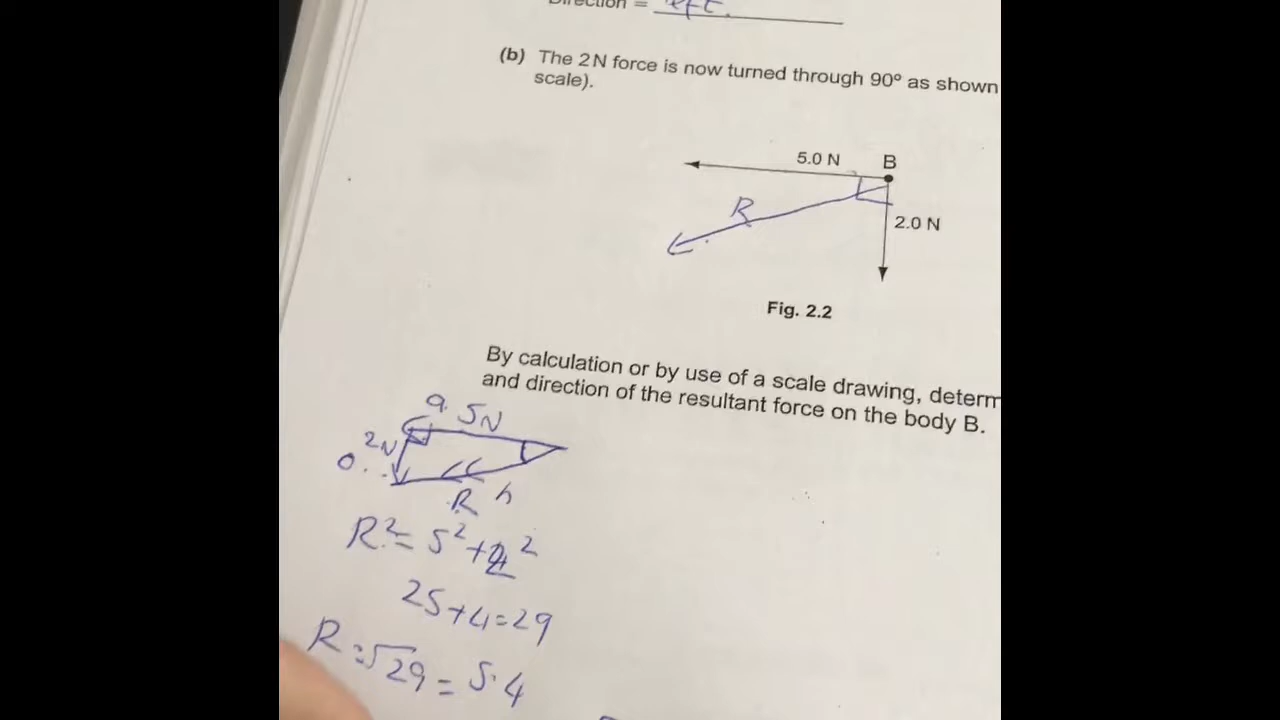 Direction = left.
(b) The 2N force is now turned through 90° as shown
scale).
5.0 N B
R
2.0 N
Fig. 2.2
By calculation or by use of a scale drawing, determ
and direction of the resultant force on the body B.
a. 5N
2N
o.
R h
R² = 5² + 2²
25+4=29
R = √29 = 5.4